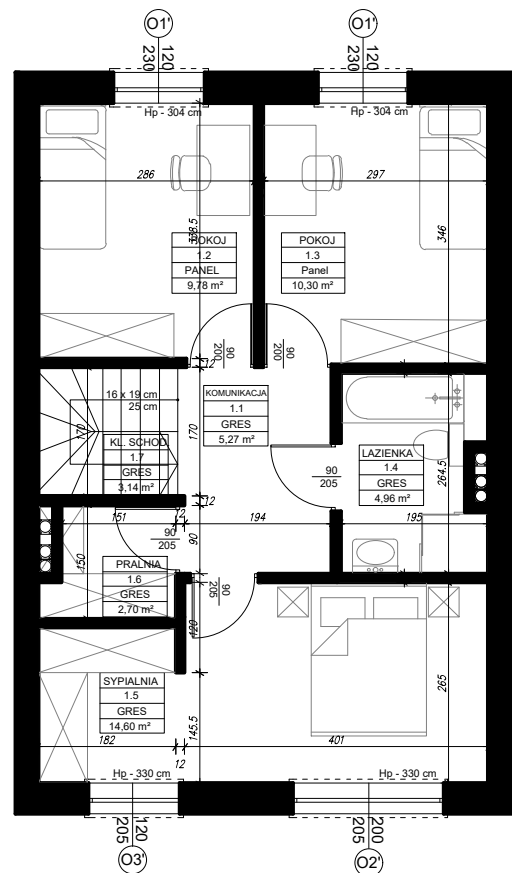 O1'
O1'
120
230
120
230
Hp - 304 cm
Hp - 304 cm
286
297
338.5
346
POKOJ
1.2
PANEL
9,78 m²
POKOJ
1.3
Panel
10,30 m²
90
200
90
200
12
16 x 19 cm
25 cm
170
KL. SCHOD
1.7
GRES
3,14 m²
170
KOMUNIKACJA
1.1
GRES
5,27 m²
90
205
LAZIENKA
1.4
GRES
4,96 m²
264.5
12
151
12
194
195
90
205
90
150
PRALNIA
1.6
GRES
2,70 m²
90
205
120
SYPIALNIA
1.5
GRES
14,60 m²
265
182
145.5
401
12
Hp - 330 cm
Hp - 330 cm
120
205
200
205
O3'
O2'